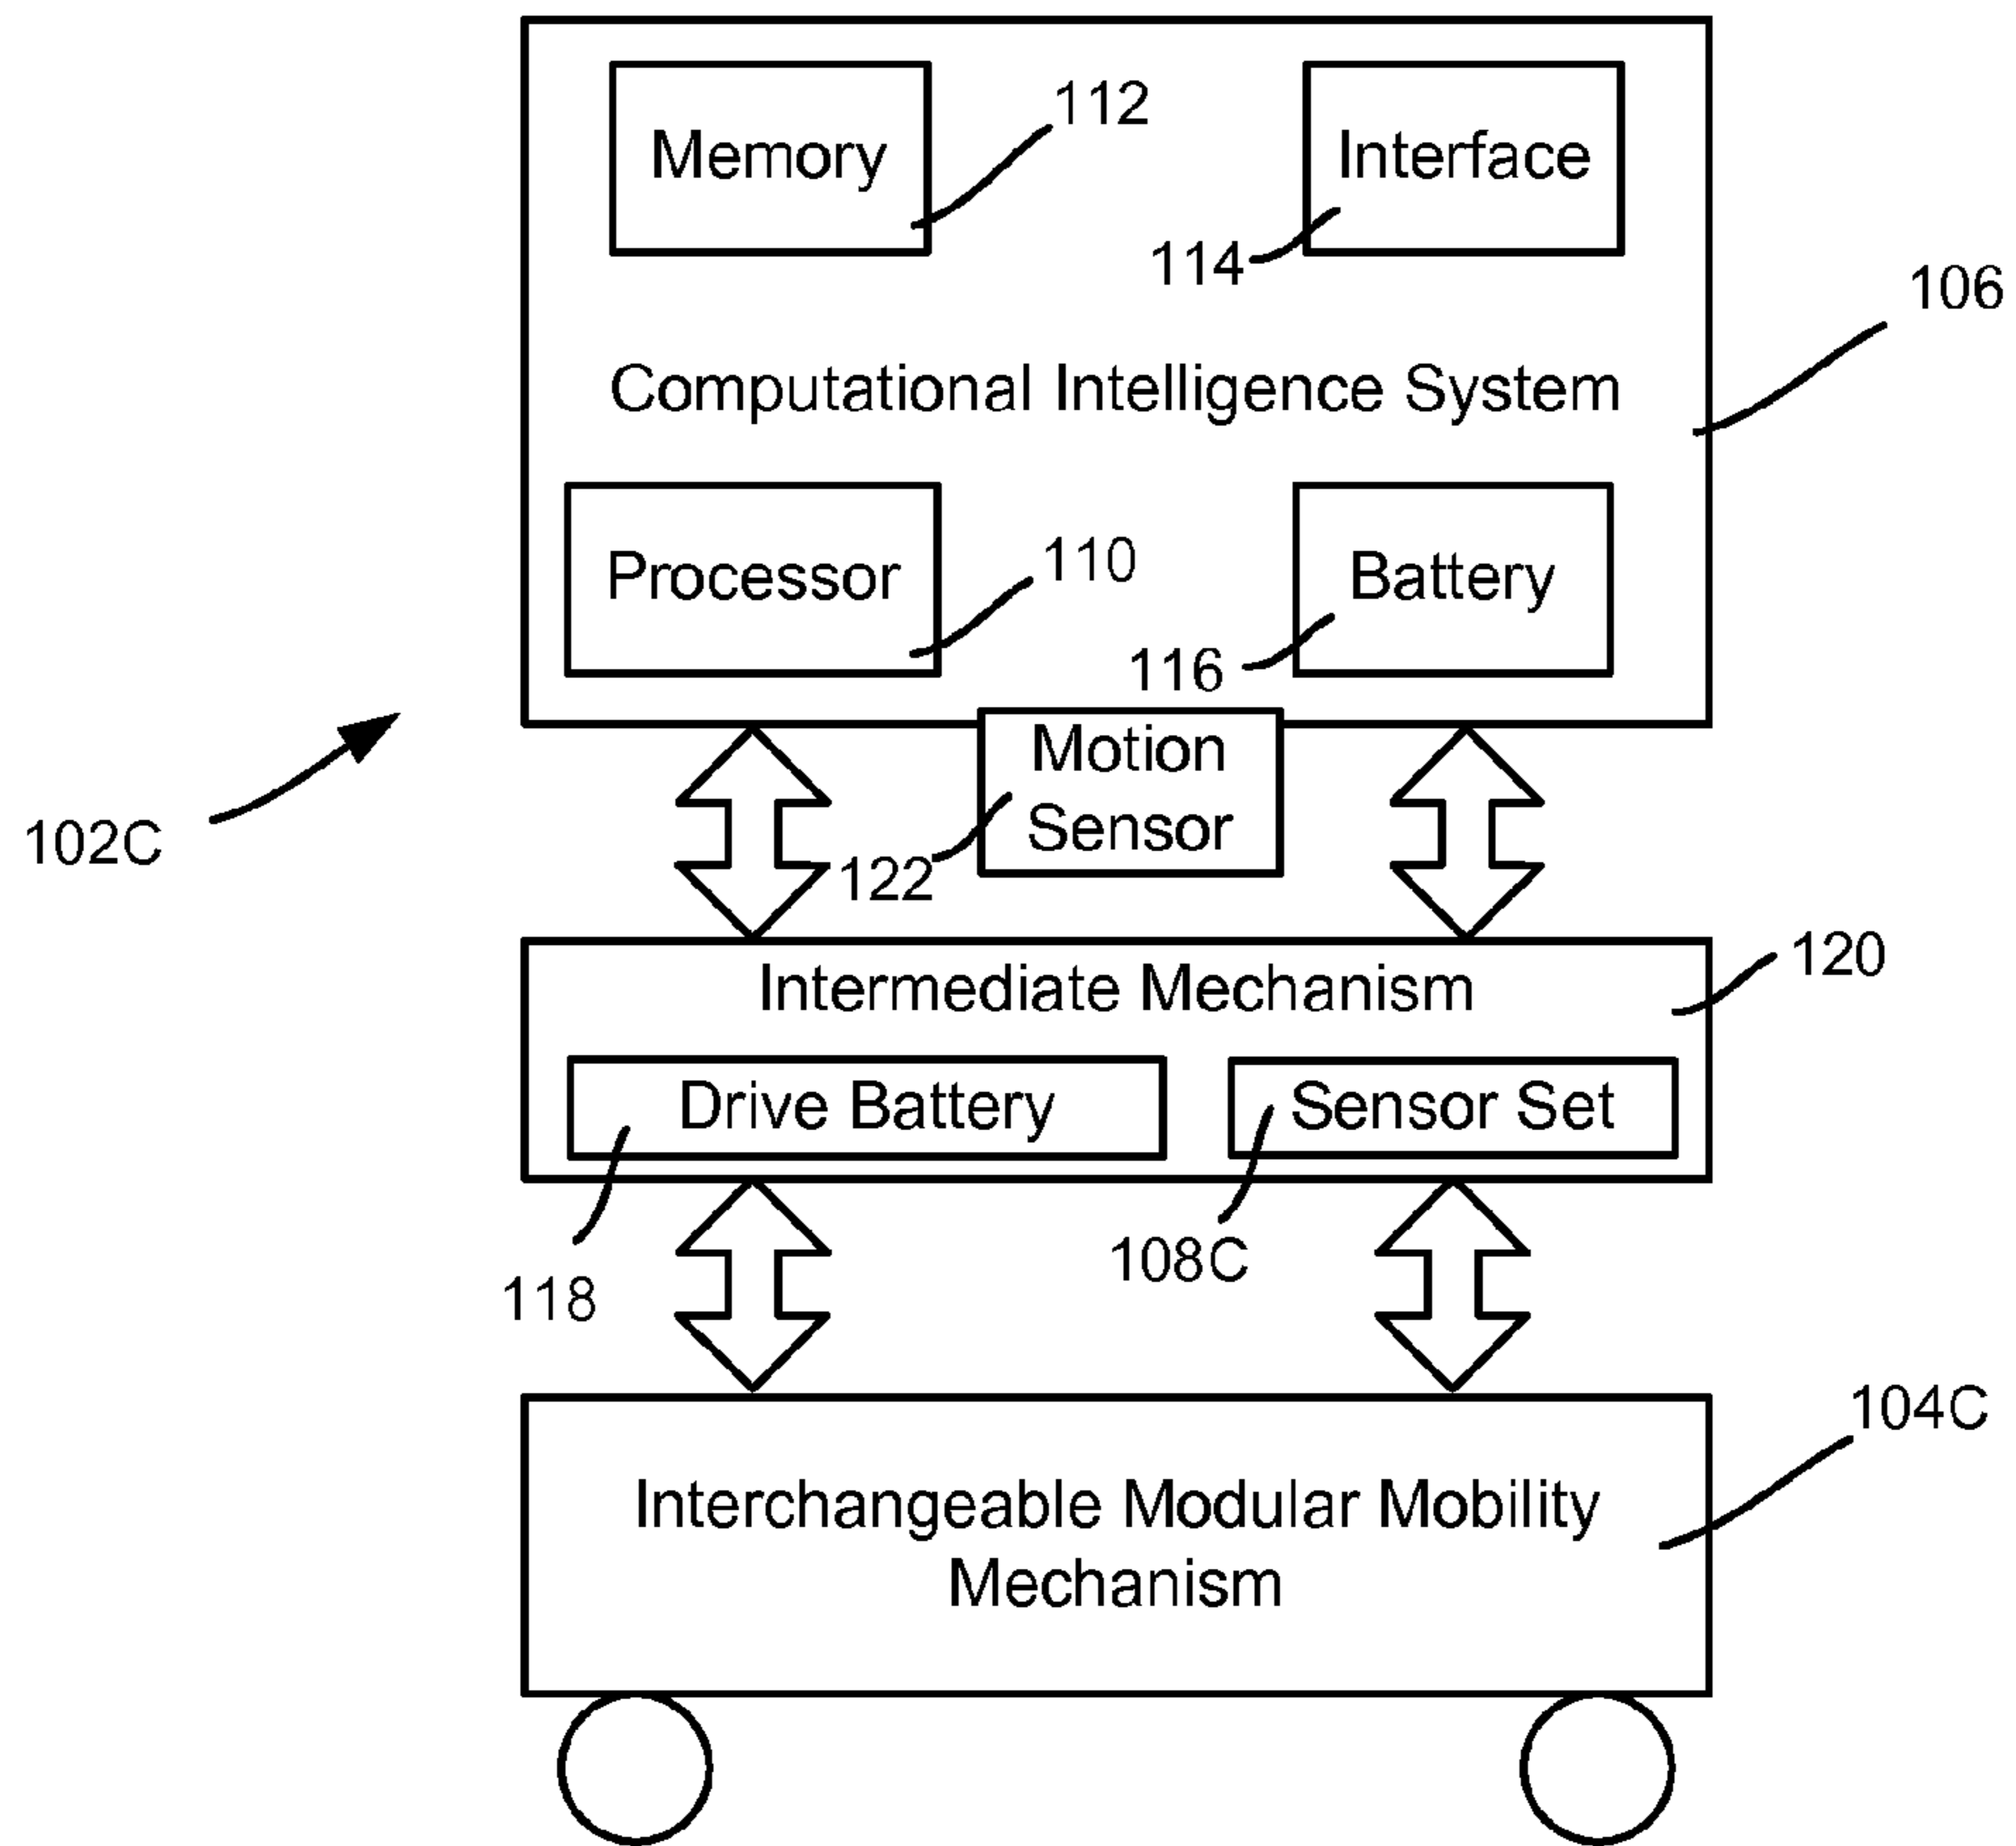 Memory
112
Interface
114
106
Computational Intelligence System
Processor
110
Battery
116
Motion
Sensor
122
102C
Intermediate Mechanism
120
Drive Battery
Sensor Set
118
108C
104C
Interchangeable Modular Mobility
Mechanism